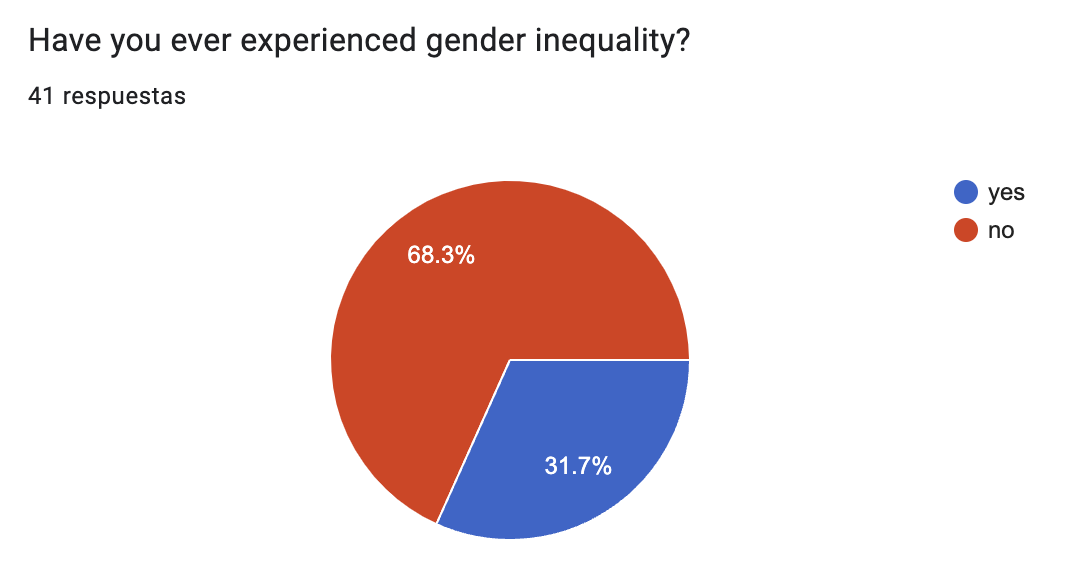 Have you ever experienced gender inequality?
41 respuestas
yes
no
68.3%
31.7%